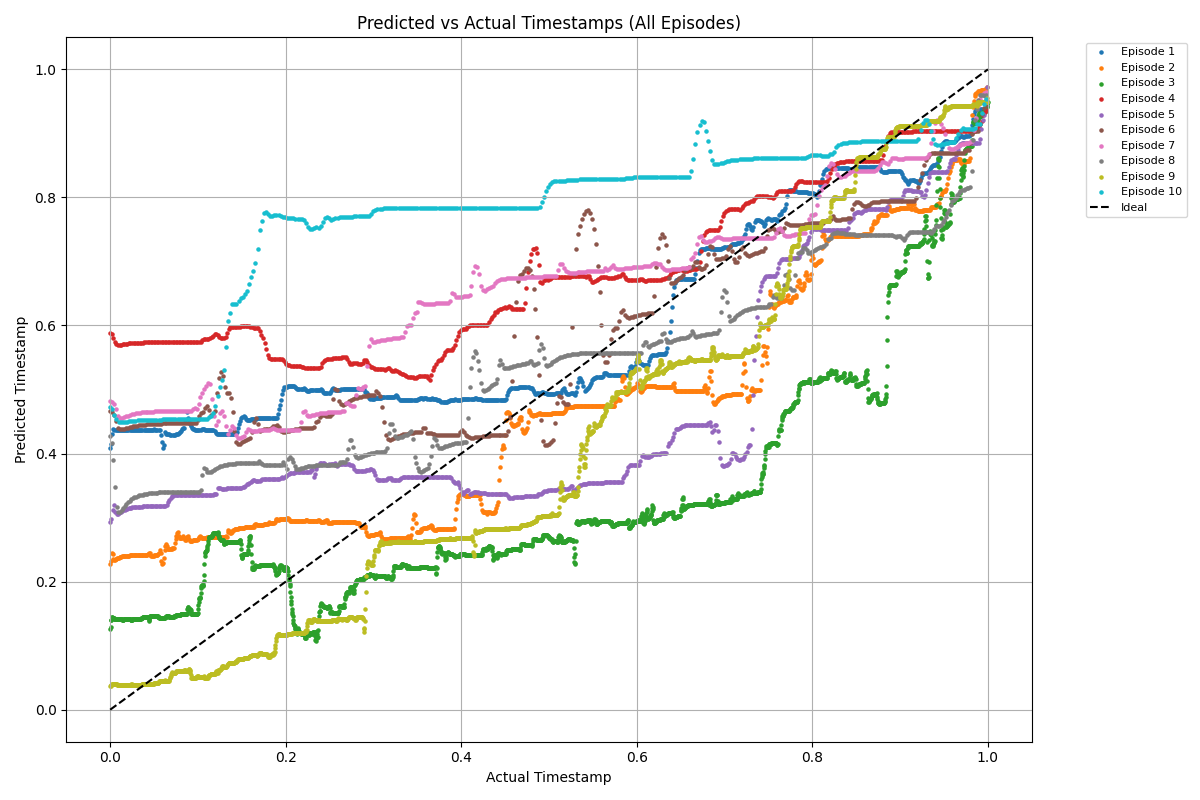 Predicted vs Actual Timestamps (All Episodes)
Predicted Timestamp
1.0
0.8
0.6
0.4
0.2
0.0
0.0 0.2 0.4 0.6 0.8 1.0
Actual Timestamp
Episode 1
Episode 2
Episode 3
Episode 4
Episode 5
Episode 6
Episode 7
Episode 8
Episode 9
Episode 10
Ideal